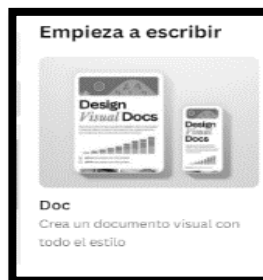 Empieza a escribir
Design
Visual Docs
Design
Visual
Docs
Doc
Crea un documento visual con
todo el estilo